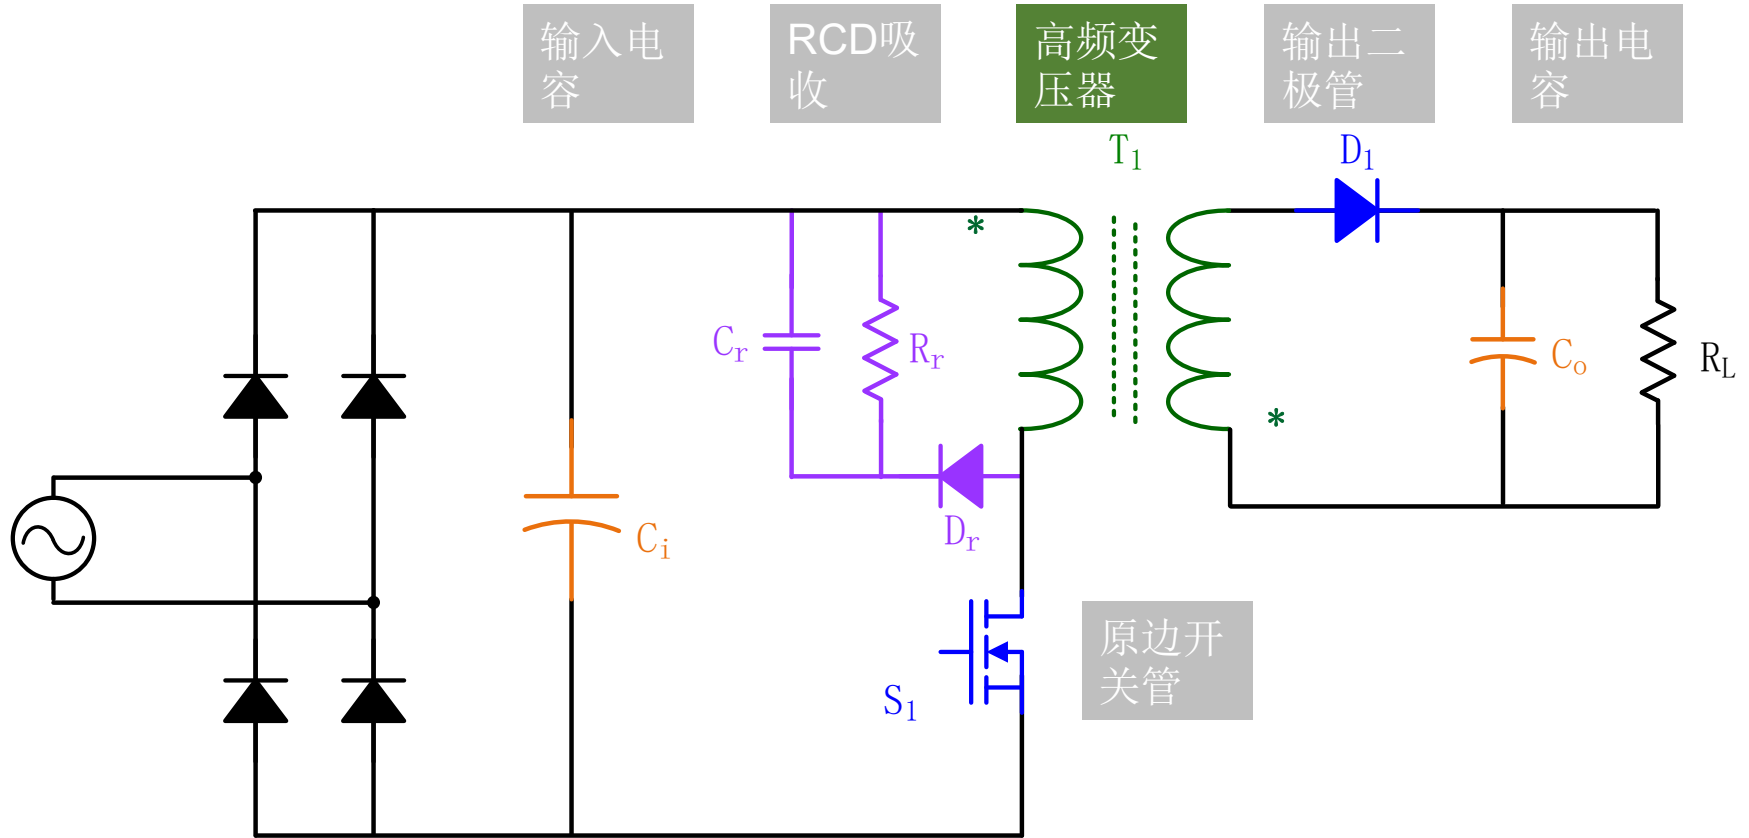 输入电
容
RCD吸
收
高频变
压器
输出二
极管
输出电
容
T1
D1
*
Cr
Rr
Co
RL
*
Dr
Ci
原边开
关管
S1